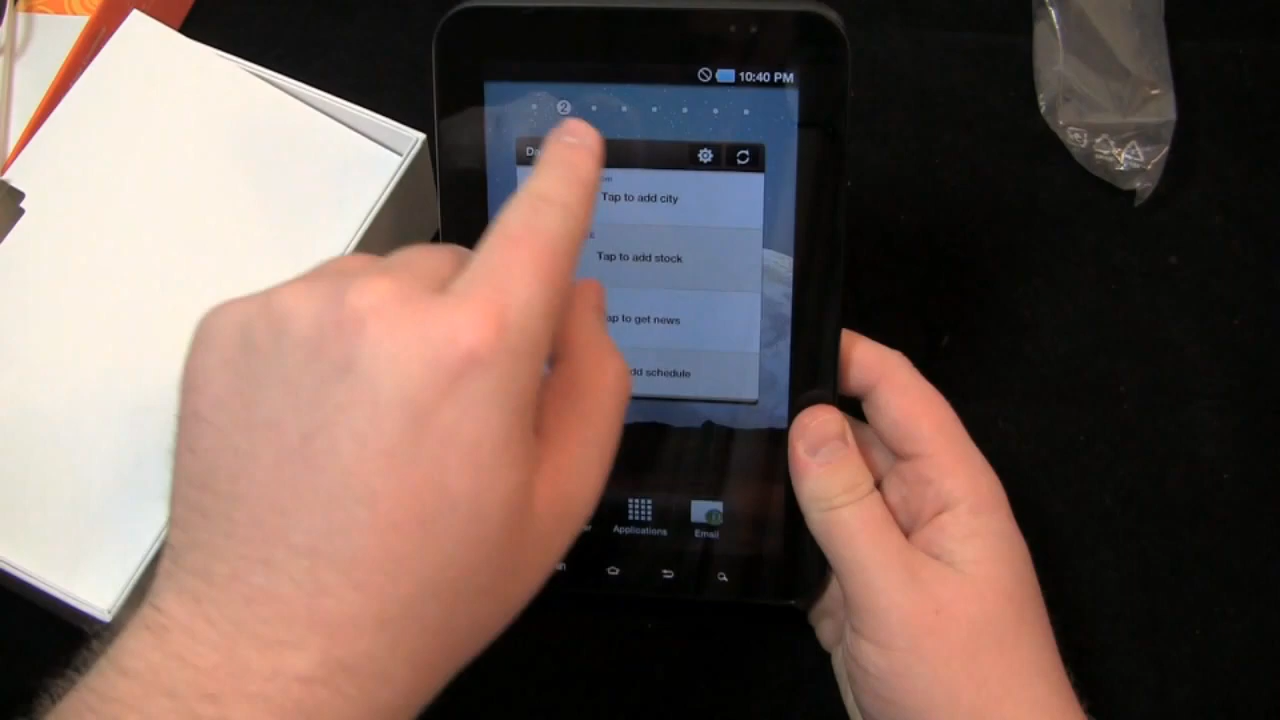 10:40 PM
2
Tap to add city
Tap to add stock
ap to get news
dd schedule
Applications
Email